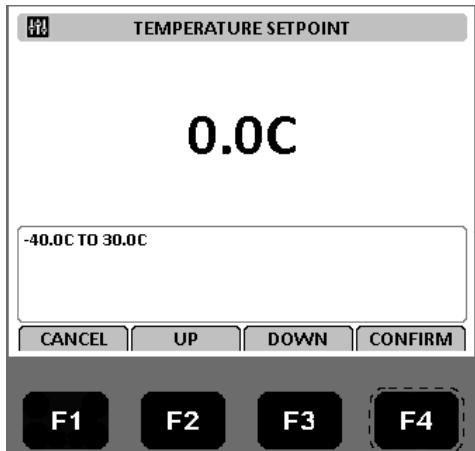 TEMPERATURE SETPOINT
0.0C
-40.0C TO 30.0C
CANCEL UP DOWN CONFIRM
F1 F2 F3 F4